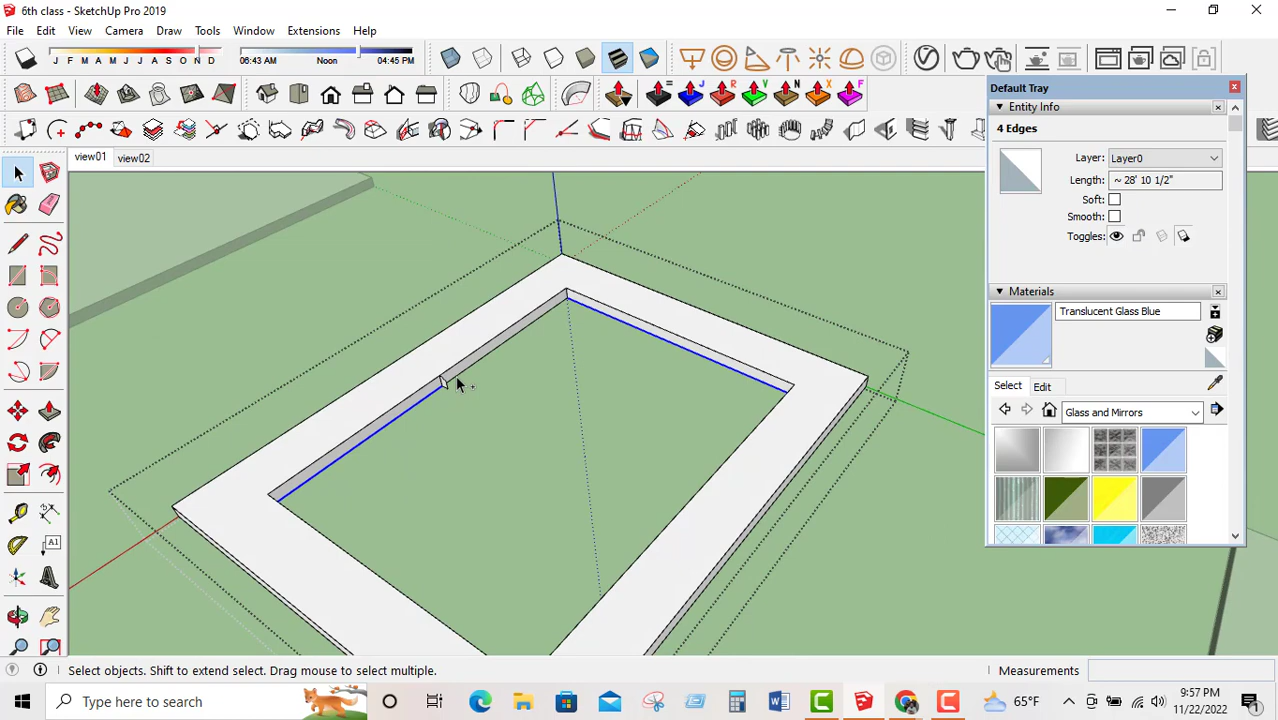 6th class - SketchUp Pro 2019
File Edit View Camera Draw Tools Window Extensions Help
J F M A M J J A S O N D 06:43 AM Noon 04:45 PM
Default Tray
= J R V N X F
Entity Info
4 Edges
view01 view02
Layer: Layer0
Length: ~ 28' 10 1/2"
Soft:
Smooth:
Toggles:
Materials
Translucent Glass Blue
Select Edit
Glass and Mirrors
A1
Select objects. Shift to extend select. Drag mouse to select multiple.
Measurements
Type here to search
65°F
9:57 PM
11/22/2022
1